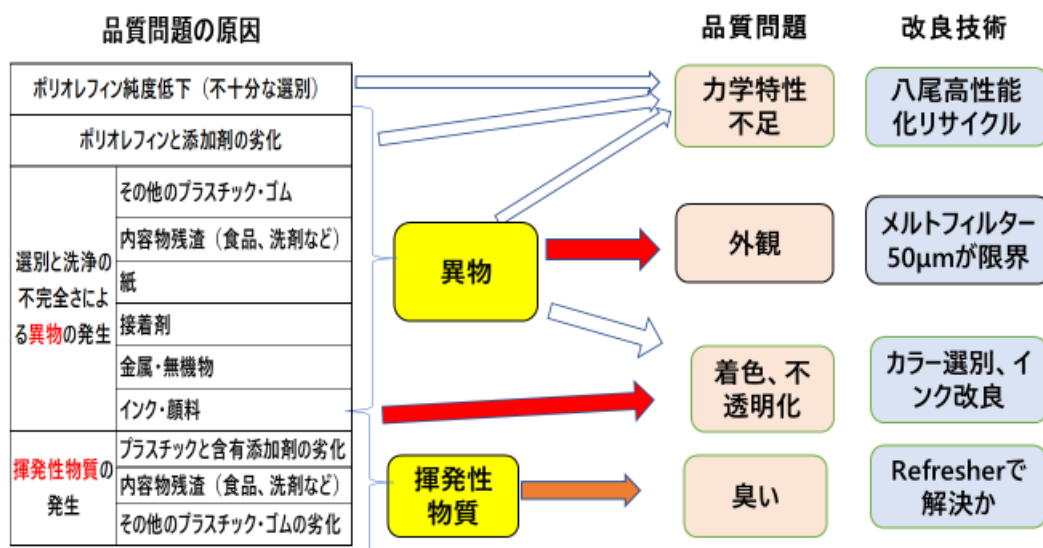 品質問題の原因
品質問題
改良技術
ポリオレフィン純度低下（不十分な選別）
ポリオレフィンと添加剤の劣化
選別と洗浄の
不完全さによ
る異物の発生
その他のプラスチック・ゴム
内容物残渣（食品、洗剤など）
紙
接着剤
金属・無機物
インク・顔料
揮発性物質の
発生
プラスチックと含有添加剤の劣化
内容物残渣（食品、洗剤など）
その他のプラスチック・ゴムの劣化
異物
揮発性
物質
力学特性
不足
外観
着色、不
透明化
臭い
八尾高性能
化リサイクル
メルトフィルター
50μmが限界
カラー選別、イ
ンク改良
Refresherで
解決か